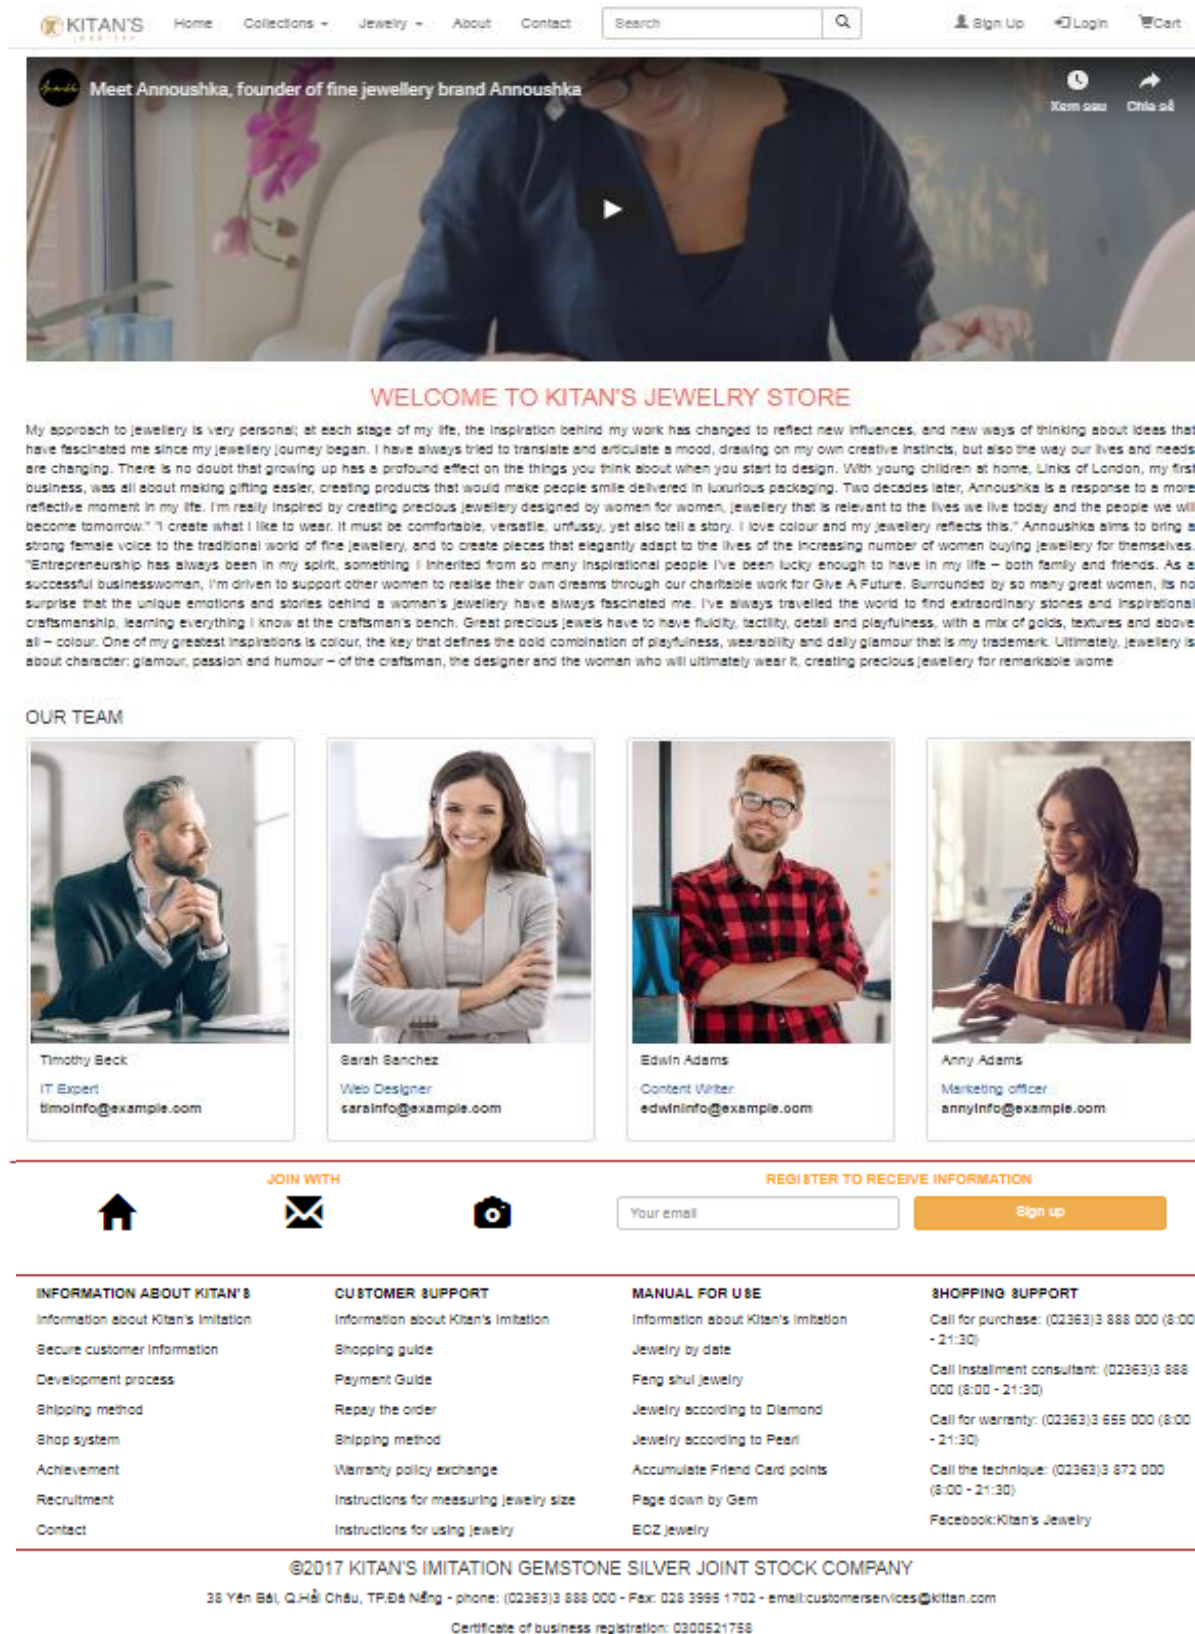 KITAN'S
JEWELRY
Home Collections Jewelry About Contact Search Sign Up Login Cart
Meet Annoushka, founder of fine jewellery brand Annoushka
Xem sau Chia sẻ
WELCOME TO KITAN'S JEWELRY STORE
My approach to jewellery is very personal; at each stage of my life, the inspiration behind my work has changed to reflect new influences, and new ways of thinking about ideas that
have fascinated me since my jewellery journey began. I have always tried to translate and articulate a mood, drawing on my own creative instincts, but also the way our lives and needs
are changing. There is no doubt that growing up has a profound effect on the things you think about when you start to design. With young children at home, Links of London, my first
business, was all about making gifting easier, creating products that would make people smile delivered in luxurious packaging. Two decades later, Annoushka is a response to a more
reflective moment in my life. I'm really inspired by creating precious jewellery designed by women for women, jewellery that is relevant to the lives we live today and the people we will
become tomorrow." "I create what I like to wear. It must be comfortable, versatile, unfussy, yet also tell a story. I love colour and my jewellery reflects this." Annoushka aims to bring a
strong female voice to the traditional world of fine jewellery, and to create pieces that elegantly adapt to the lives of the increasing number of women buying jewellery for themselves.
"Entrepreneurship has always been in my spirit, something I inherited from so many inspirational people I've been lucky enough to have in my life – both family and friends. As a
successful businesswoman, I'm driven to support other women to realise their own dreams through our charitable work for Give A Future. Surrounded by so many great women, its no
surprise that the unique emotions and stories behind a woman's jewellery have always fascinated me. I've always travelled the world to find extraordinary stones and inspirational
craftsmanship, learning everything I know at the craftsman's bench. Great precious jewels have to have fluidity, tactility, detail and playfulness, with a mix of golds, textures and above
all – colour. One of my greatest inspirations is colour, the key that defines the bold combination of playfulness, wearability and daily glamour that is my trademark. Ultimately, jewellery is
about character: glamour, passion and humour – of the craftsman, the designer and the woman who will ultimately wear it, creating precious jewellery for remarkable wome
OUR TEAM
Timothy Beck
IT Expert
timoinfo@example.com
Sarah Sanchez
Web Designer
sarainfo@example.com
Edwin Adams
Content Writer
edwininfo@example.com
Anny Adams
Marketing officer
annyinfo@example.com
JOIN WITH
REGISTER TO RECEIVE INFORMATION
Your email Sign up
INFORMATION ABOUT KITAN'S
Information about Kitan's Imitation
Secure customer information
Development process
Shipping method
Shop system
Achievement
Recruitment
Contact
CUSTOMER SUPPORT
Information about Kitan's Imitation
Shopping guide
Payment Guide
Repay the order
Shipping method
Warranty policy exchange
Instructions for measuring jewelry size
Instructions for using jewelry
MANUAL FOR USE
Information about Kitan's Imitation
Jewelry by date
Feng shui jewelry
Jewelry according to Diamond
Jewelry according to Pearl
Accumulate Friend Card points
Page down by Gem
ECZ jewelry
SHOPPING SUPPORT
Call for purchase: (02363)3 888 000 (8:00
- 21:30)
Call Installment consultant: (02363)3 888
000 (8:00 - 21:30)
Call for warranty: (02363)3 655 000 (8:00
- 21:30)
Call the technique: (02363)3 872 000
(8:00 - 21:30)
Facebook:Kitan's Jewelry
©2017 KITAN'S IMITATION GEMSTONE SILVER JOINT STOCK COMPANY
38 Yên Bái, Q.Hải Châu, TP.Đà Nẵng - phone: (02363)3 888 000 - Fax: 028 3995 1702 - email:customerservices@kittan.com
Certificate of business registration: 0300521758